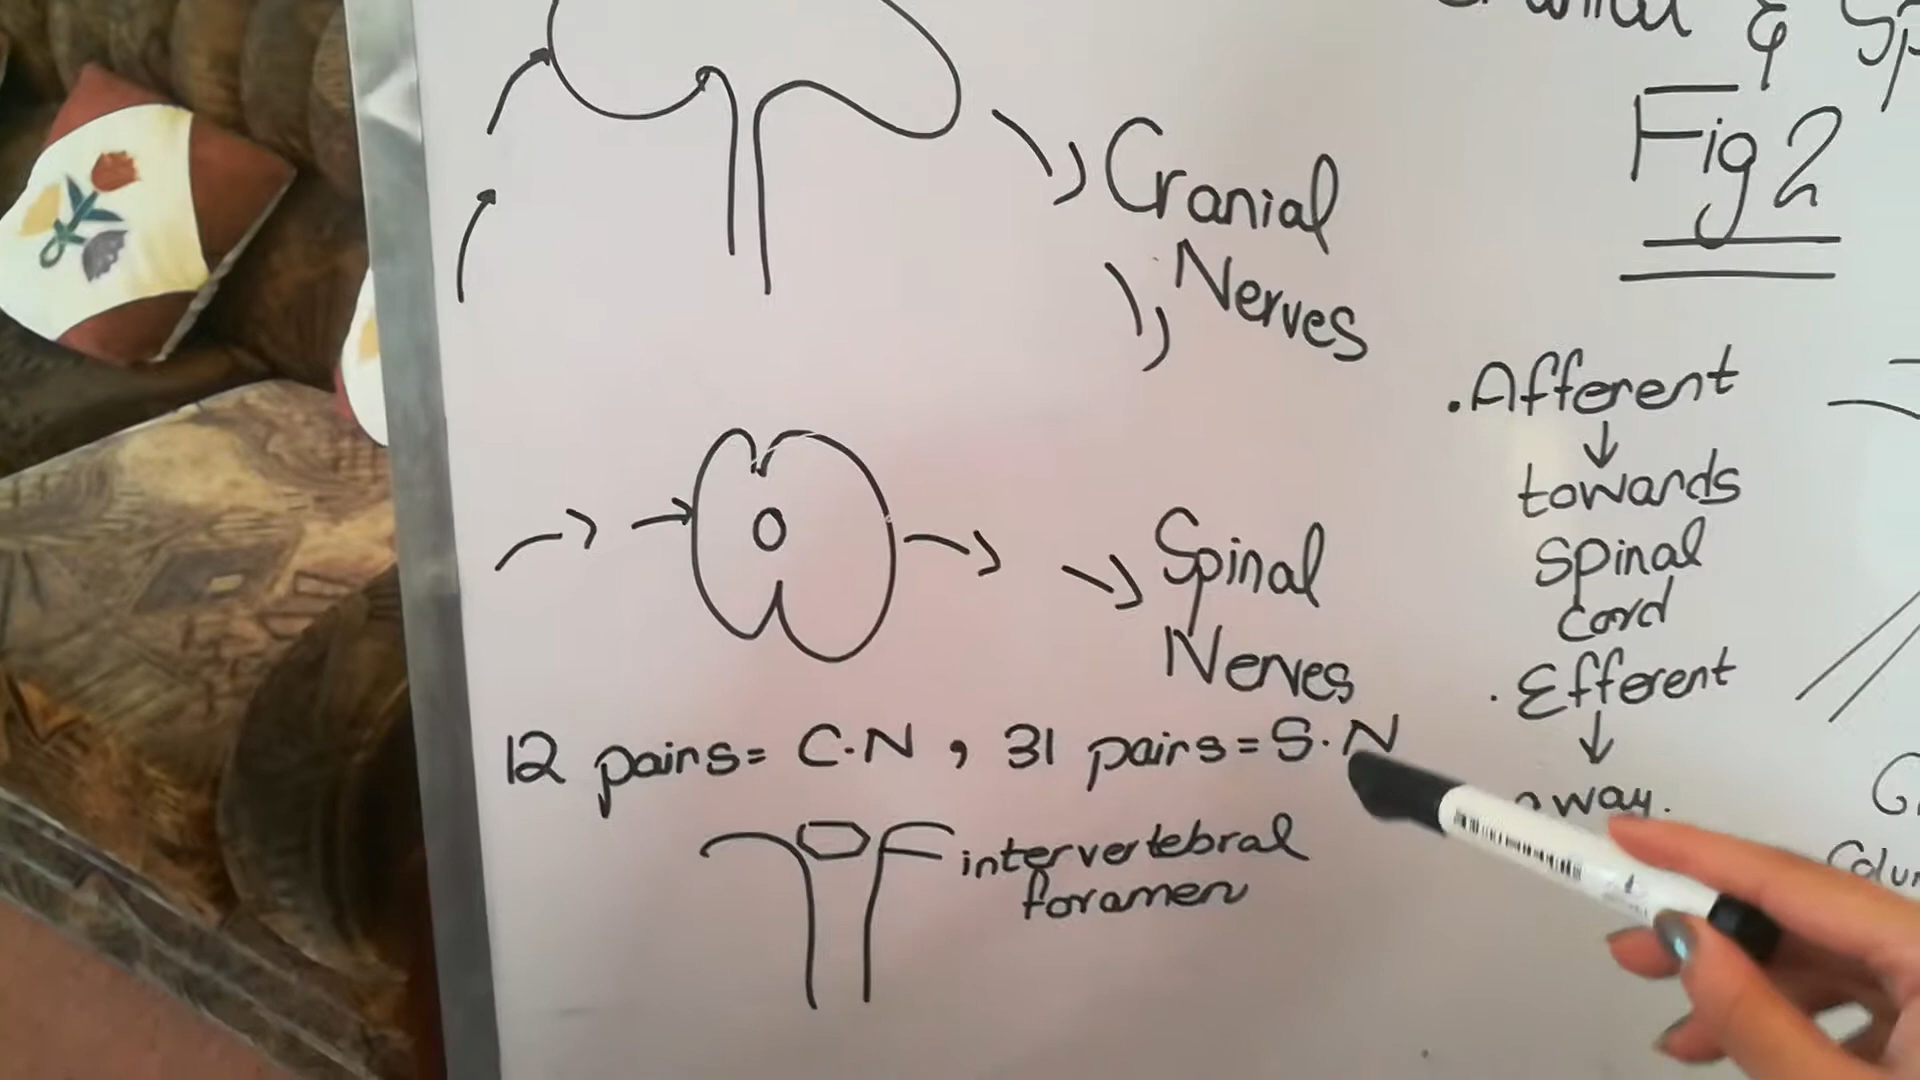 Cranial & Sp
Fig 2
Cranial
Nerves
Spinal
Nerves
12 pairs = C.N , 31 pairs = S.N
intervertebral
foramen
. Afferent
↓
towards
spinal
cord
. Efferent
↓
away.